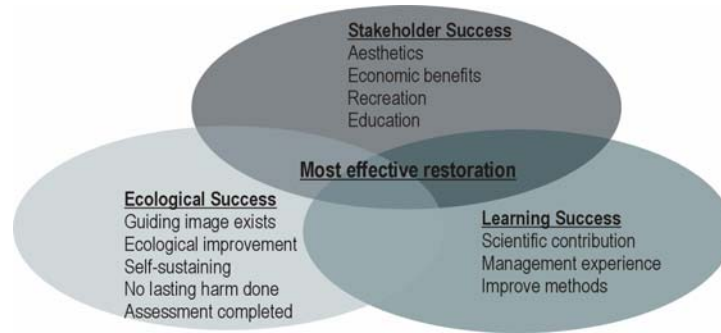 Stakeholder Success
Aesthetics
Economic benefits
Recreation
Education
Most effective restoration
Ecological Success
Guiding image exists
Ecological improvement
Self-sustaining
No lasting harm done
Assessment completed
Learning Success
Scientific contribution
Management experience
Improve methods